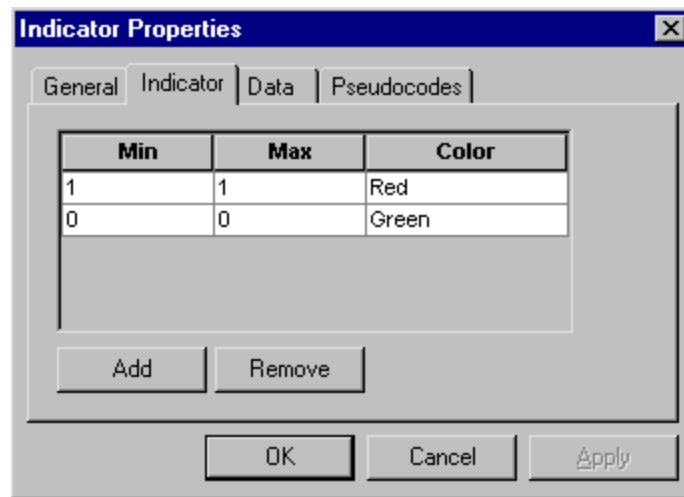 Indicator Properties
General Indicator Data Pseudocodes
Min Max Color
1 1 Red
0 0 Green
Add Remove
OK Cancel Apply